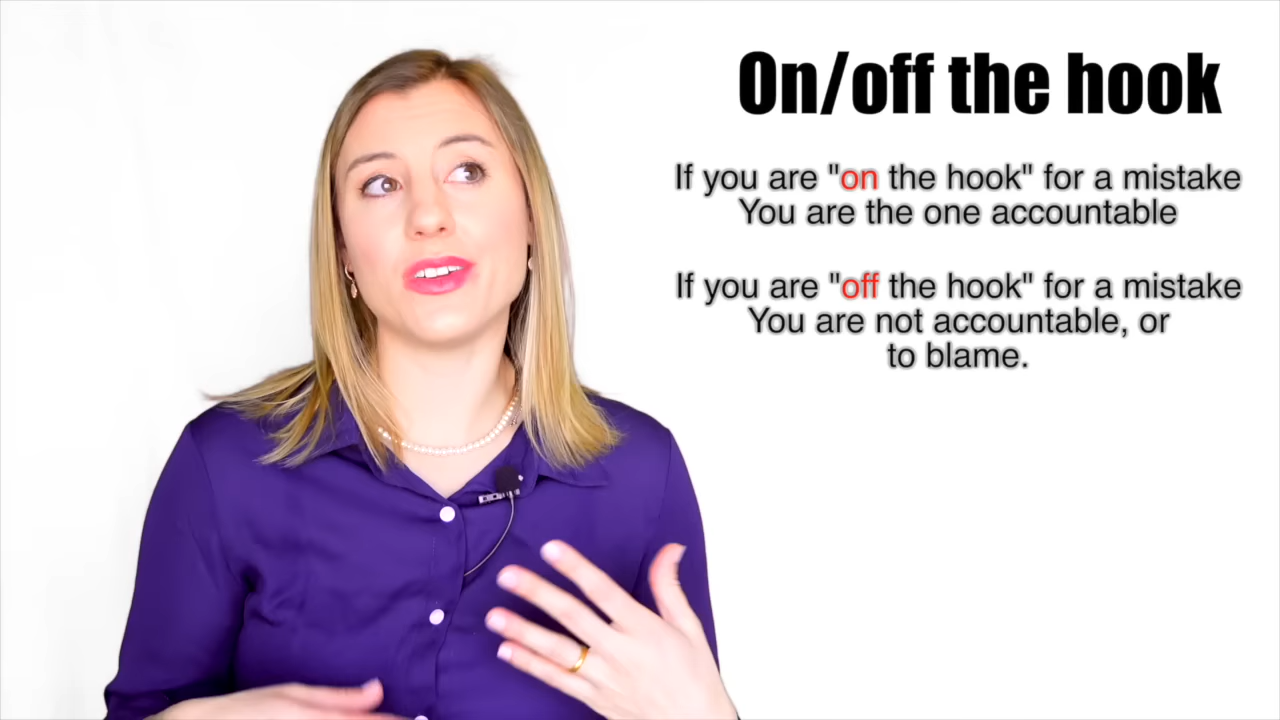 On/off the hook
If you are "on the hook" for a mistake
You are the one accountable
If you are "off the hook" for a mistake
You are not accountable, or
to blame.